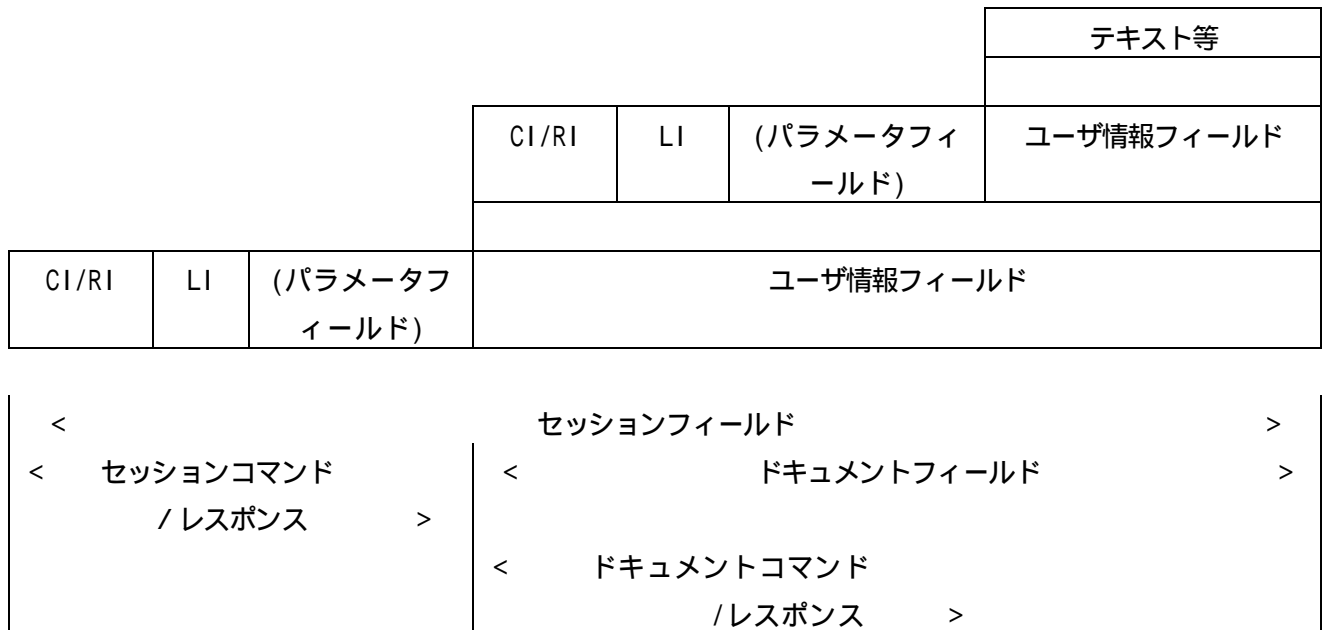 テキスト等
CI/RI LI (パラメータフィ ユーザ情報フィールド
ールド)
CI/RI LI (パラメータフ ユーザ情報フィールド
ィールド)
< セッションフィールド >
< セッションコマンド < ドキュメントフィールド >
/レスポンス >
< ドキュメントコマンド
/レスポンス >